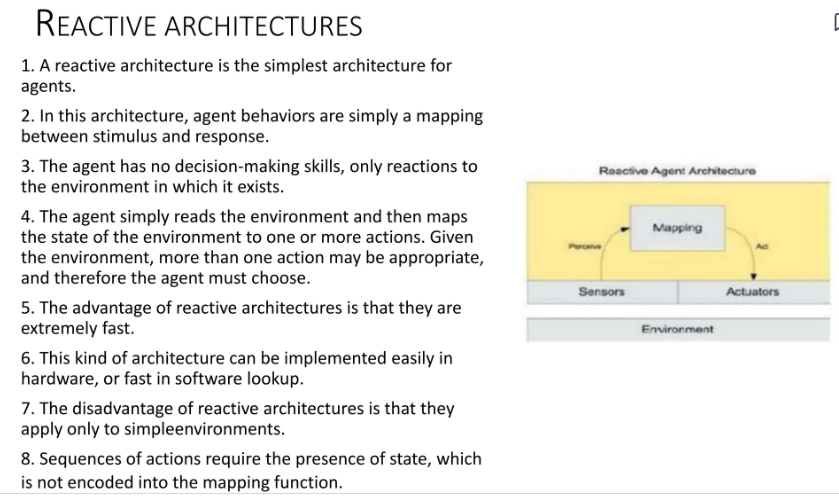 REACTIVE ARCHITECTURES
1. A reactive architecture is the simplest architecture for
agents.
2. In this architecture, agent behaviors are simply a mapping
between stimulus and response.
3. The agent has no decision-making skills, only reactions to
the environment in which it exists.
4. The agent simply reads the environment and then maps
the state of the environment to one or more actions. Given
the environment, more than one action may be appropriate,
and therefore the agent must choose.
5. The advantage of reactive architectures is that they are
extremely fast.
6. This kind of architecture can be implemented easily in
hardware, or fast in software lookup.
7. The disadvantage of reactive architectures is that they
apply only to simpleenvironments.
8. Sequences of actions require the presence of state, which
is not encoded into the mapping function.
Reactive Agent Architecture
Mapping
Perceive
Act
Sensors
Actuators
Environment